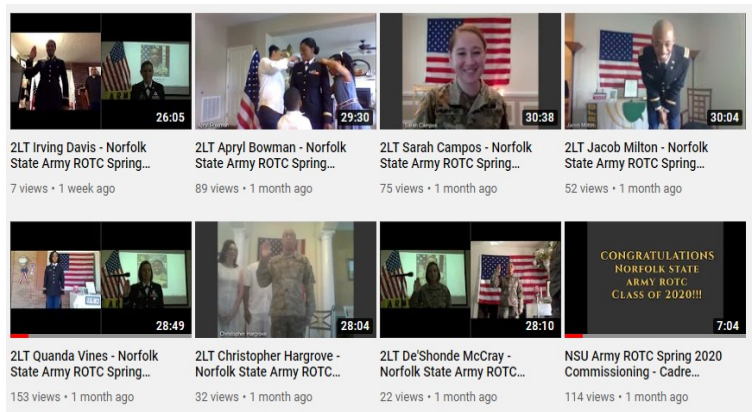 26:05
29:30
Apryl Bowman
30:38
Sarah Campos
30:04
Jacob Milton
2LT Irving Davis - Norfolk
State Army ROTC Spring...
7 views • 1 week ago
2LT Apryl Bowman - Norfolk
State Army ROTC Spring...
89 views • 1 month ago
2LT Sarah Campos - Norfolk
State Army ROTC Spring...
75 views • 1 month ago
2LT Jacob Milton - Norfolk
State Army ROTC Spring...
52 views • 1 month ago
28:49
28:04
Christopher Hargrove
28:10
CONGRATULATIONS
NORFOLK STATE
ARMY ROTC
CLASS OF 2020!!!
7:04
2LT Quanda Vines - Norfolk
State Army ROTC Spring...
153 views • 1 month ago
2LT Christopher Hargrove -
Norfolk State Army ROTC...
32 views • 1 month ago
2LT De'Shonde McCray -
Norfolk State Army ROTC...
22 views • 1 month ago
NSU Army ROTC Spring 2020
Commissioning - Cadre...
114 views • 1 month ago